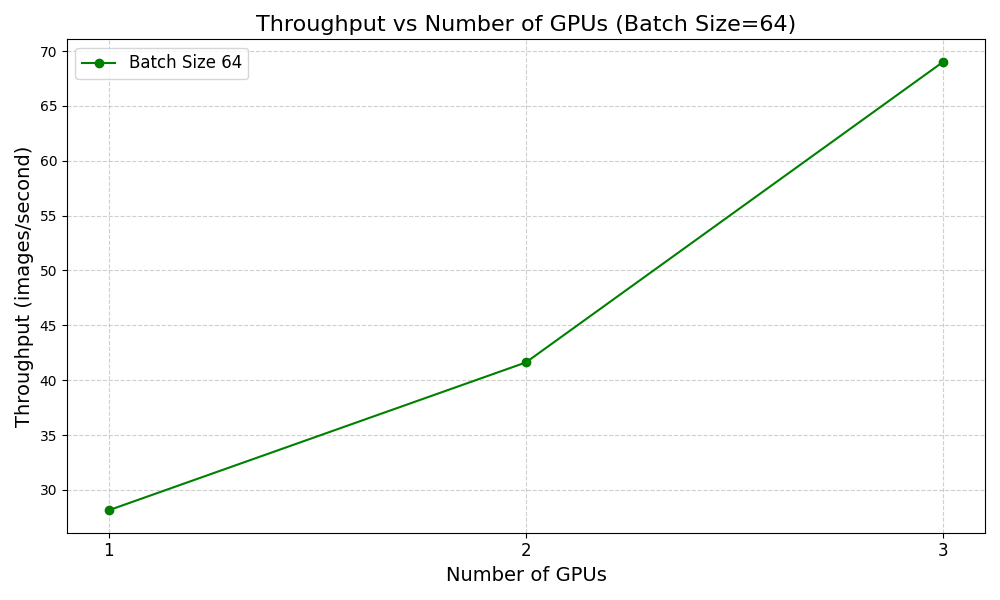 Throughput vs Number of GPUs (Batch Size=64)
Batch Size 64
Throughput (images/second)
70
65
60
55
50
45
40
35
30
1 2 3
Number of GPUs